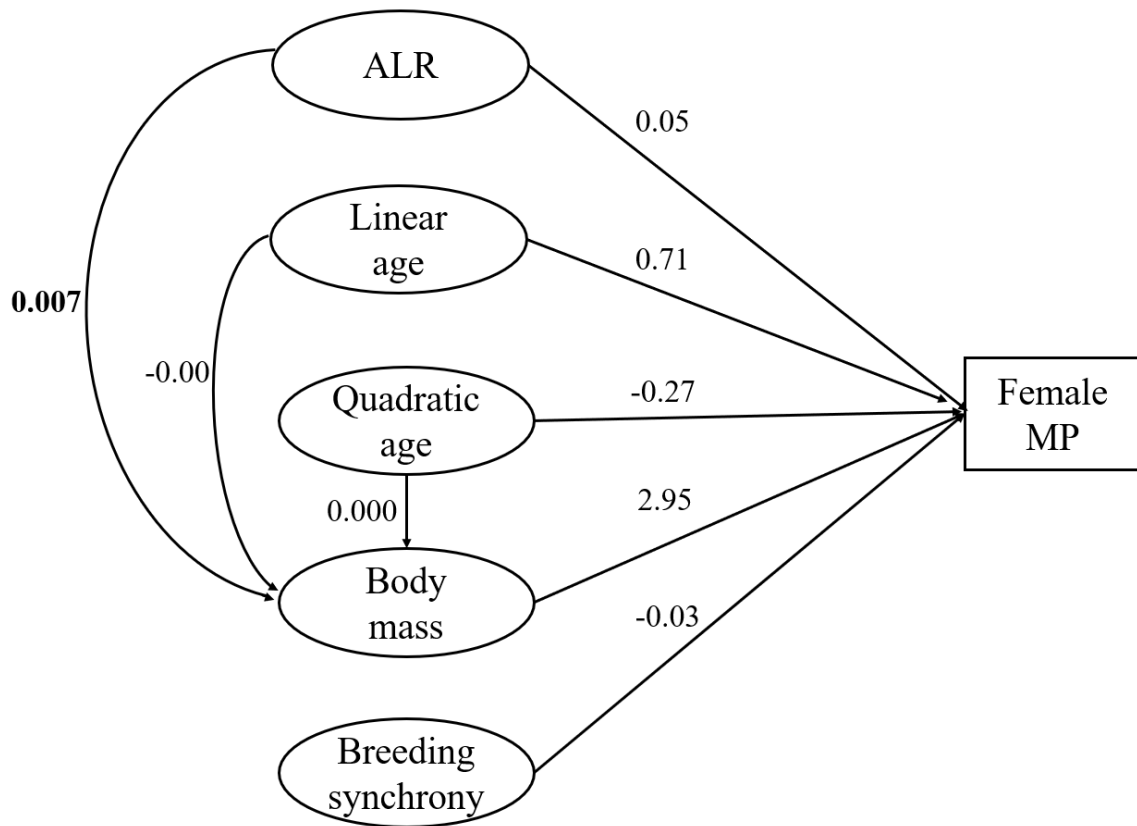 ALR
0.05
Linear
age
0.71
0.007
-0.00
Quadratic
age
-0.27
Female
MP
0.000
2.95
Body
mass
-0.03
Breeding
synchrony